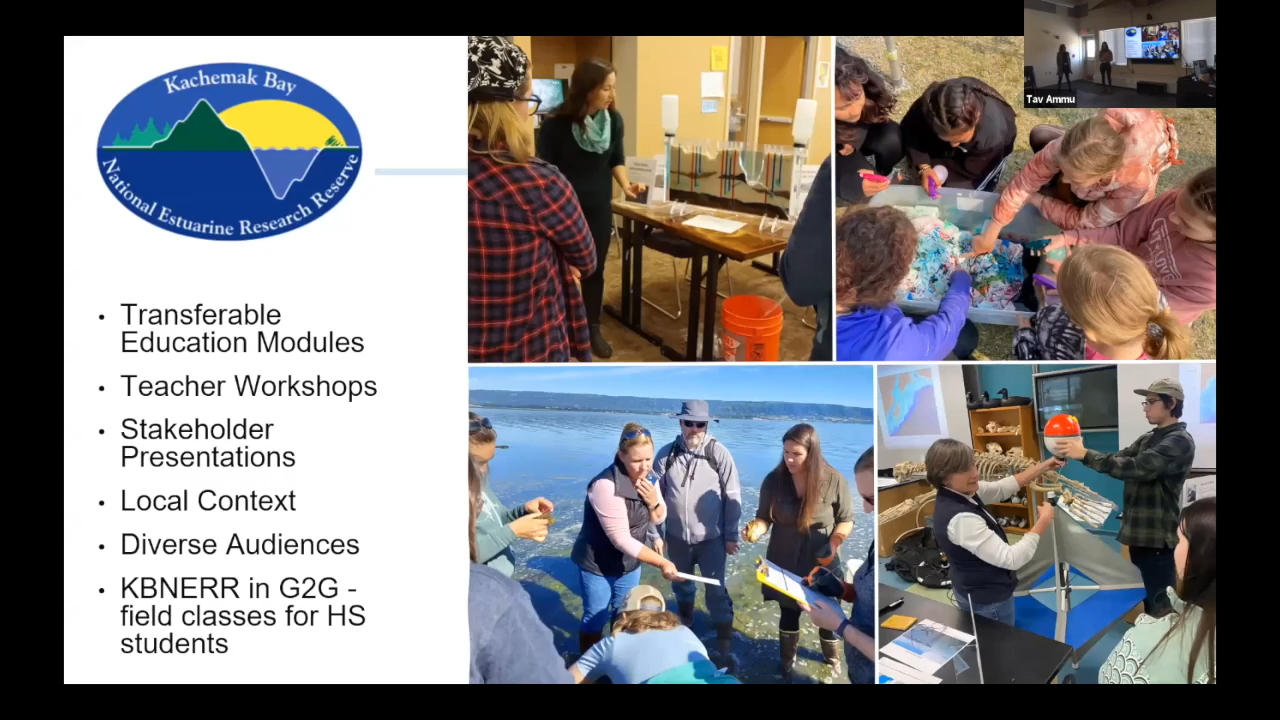 Kachemak Bay
National Estuarine Research Reserve
Tav Ammu
• Transferable
Education Modules
• Teacher Workshops
• Stakeholder
Presentations
• Local Context
• Diverse Audiences
• KBNERR in G2G -
field classes for HS
students